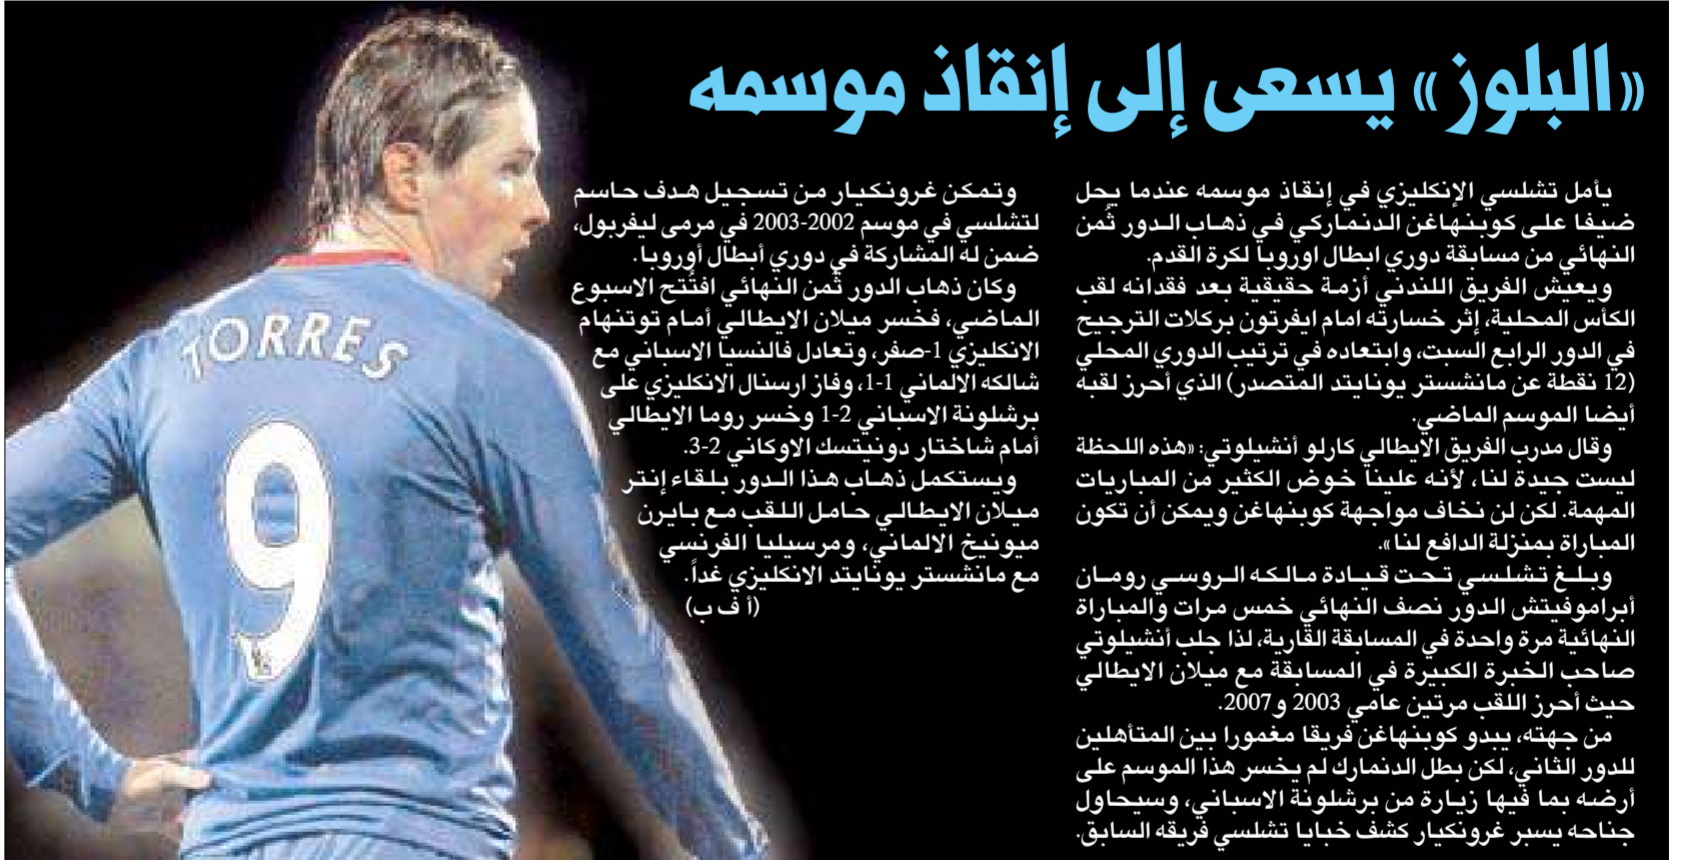 «البلوز» يسعى إلى إنقاذ موسمه
يأمل تشلسي الإنكليزي في إنقاذ موسمه عندما يحل
ضيفا على كوبنهاغن الدنماركي في ذهاب الدور ثُمن
النهائي من مسابقة دوري ابطال اوروبا لكرة القدم.
ويعيش الفريق اللندني أزمة حقيقية بعد فقدانه لقب
الكأس المحلية، إثر خسارته امام ايفرتون بركلات الترجيح
في الدور الرابع السبت، وابتعاده في ترتيب الدوري المحلي
(12 نقطة عن مانشستر يونايتد المتصدر) الذي أحرز لقبه
أيضا الموسم الماضي.
وقال مدرب الفريق الايطالي كارلو أنشيلوتي: «هذه اللحظة
ليست جيدة لنا، لأنه علينا خوض الكثير من المباريات
المهمة. لكن لن نخاف مواجهة كوبنهاغن ويمكن أن تكون
المباراة بمنزلة الدافع لنا».
وبلغ تشلسي تحت قيادة مالكه الروسي رومان
أبراموفيتش الدور نصف النهائي خمس مرات والمباراة
النهائية مرة واحدة في المسابقة القارية، لذا جلب أنشيلوتي
صاحب الخبرة الكبيرة في المسابقة مع ميلان الايطالي
حيث أحرز اللقب مرتين عامي 2003 و2007.
من جهته، يبدو كوبنهاغن فريقا مغمورا بين المتأهلين
للدور الثاني، لكن بطل الدنمارك لم يخسر هذا الموسم على
أرضه بما فيها زيارة من برشلونة الاسباني، وسيحاول
جناحه يسبر غرونكيار كشف خبايا تشلسي فريقه السابق.
وتمكن غرونكيار من تسجيل هدف حاسم
لتشلسي في موسم 2002-2003 في مرمى ليفربول،
ضمن له المشاركة في دوري أبطال أوروبا.
وكان ذهاب الدور ثُمن النهائي افتُتح الاسبوع
الماضي، فخسر ميلان الايطالي أمام توتنهام
الانكليزي 1-صفر، وتعادل فالنسيا الاسباني مع
شالكه الالماني 1-1، وفاز ارسنال الانكليزي على
برشلونة الاسباني 2-1 وخسر روما الايطالي
أمام شاختار دونيتسك الاوكاني 2-3.
ويستكمل ذهاب هذا الدور بلقاء إنتر
ميلان الايطالي حامل اللقب مع بايرن
ميونيخ الالماني، ومرسيليا الفرنسي
مع مانشستر يونايتد الانكليزي غداً.
(أ ف ب)
TORRES
9